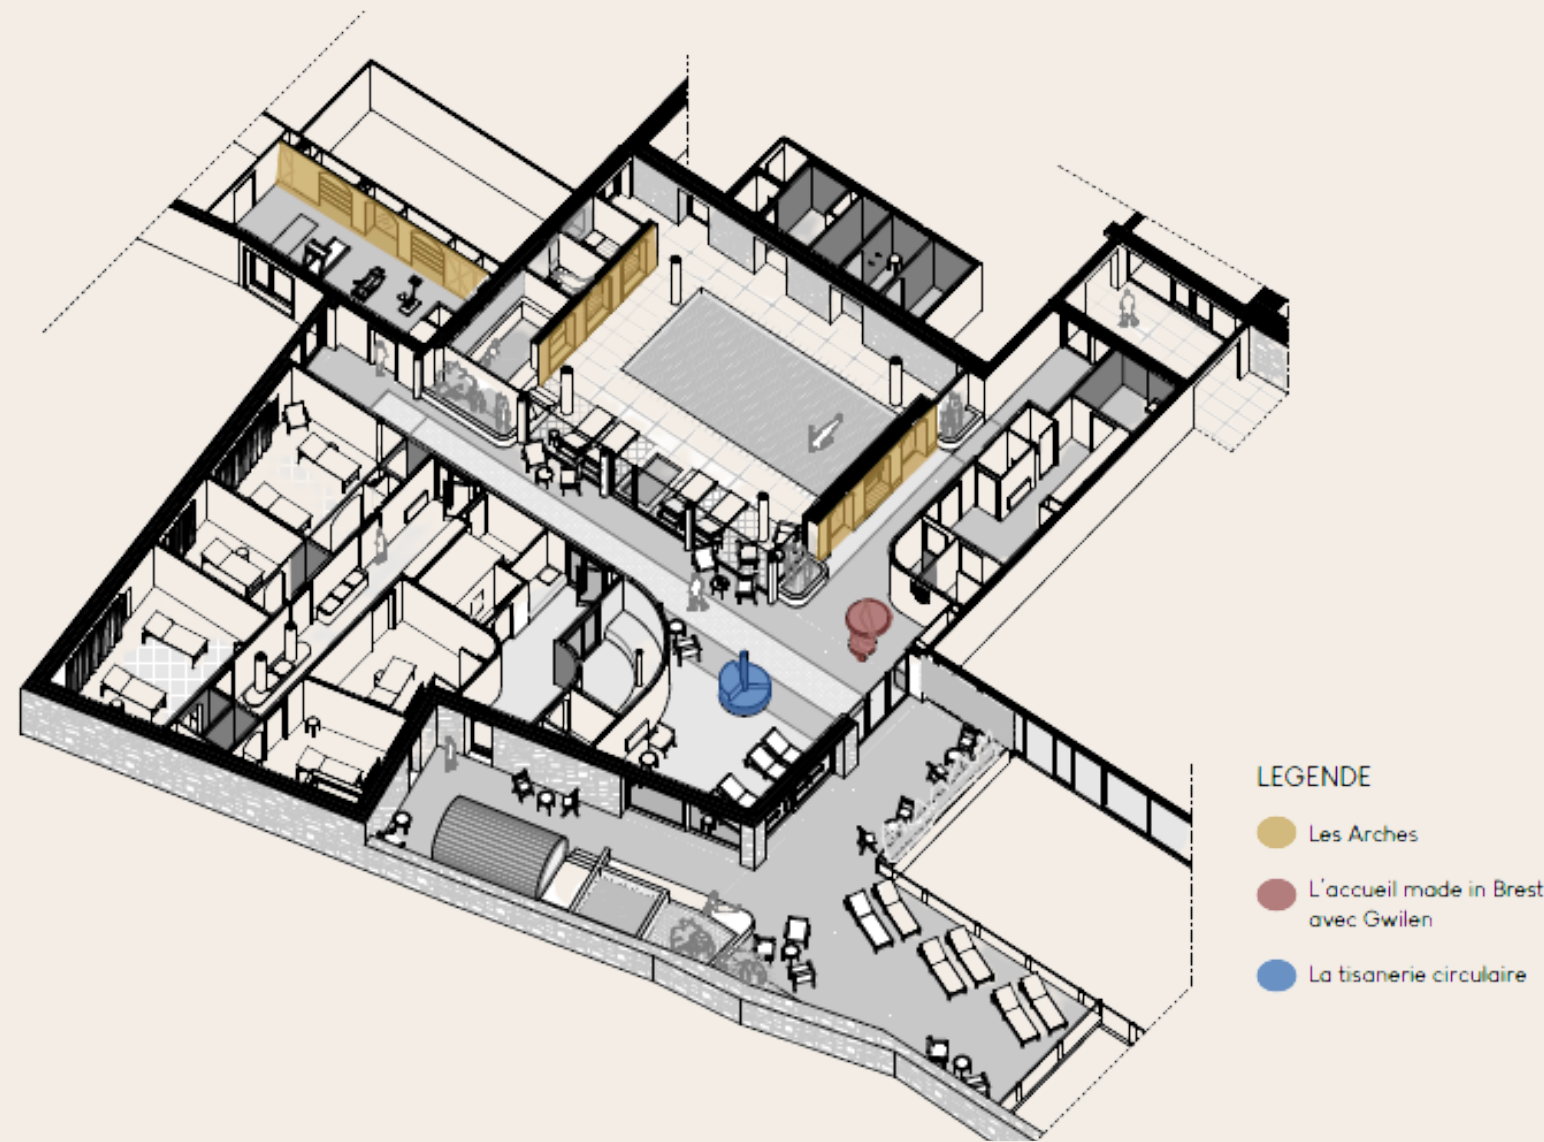 LEGENDE
Les Arches
L'accueil made in Brest
avec Gwilen
La tisanerie circulaire